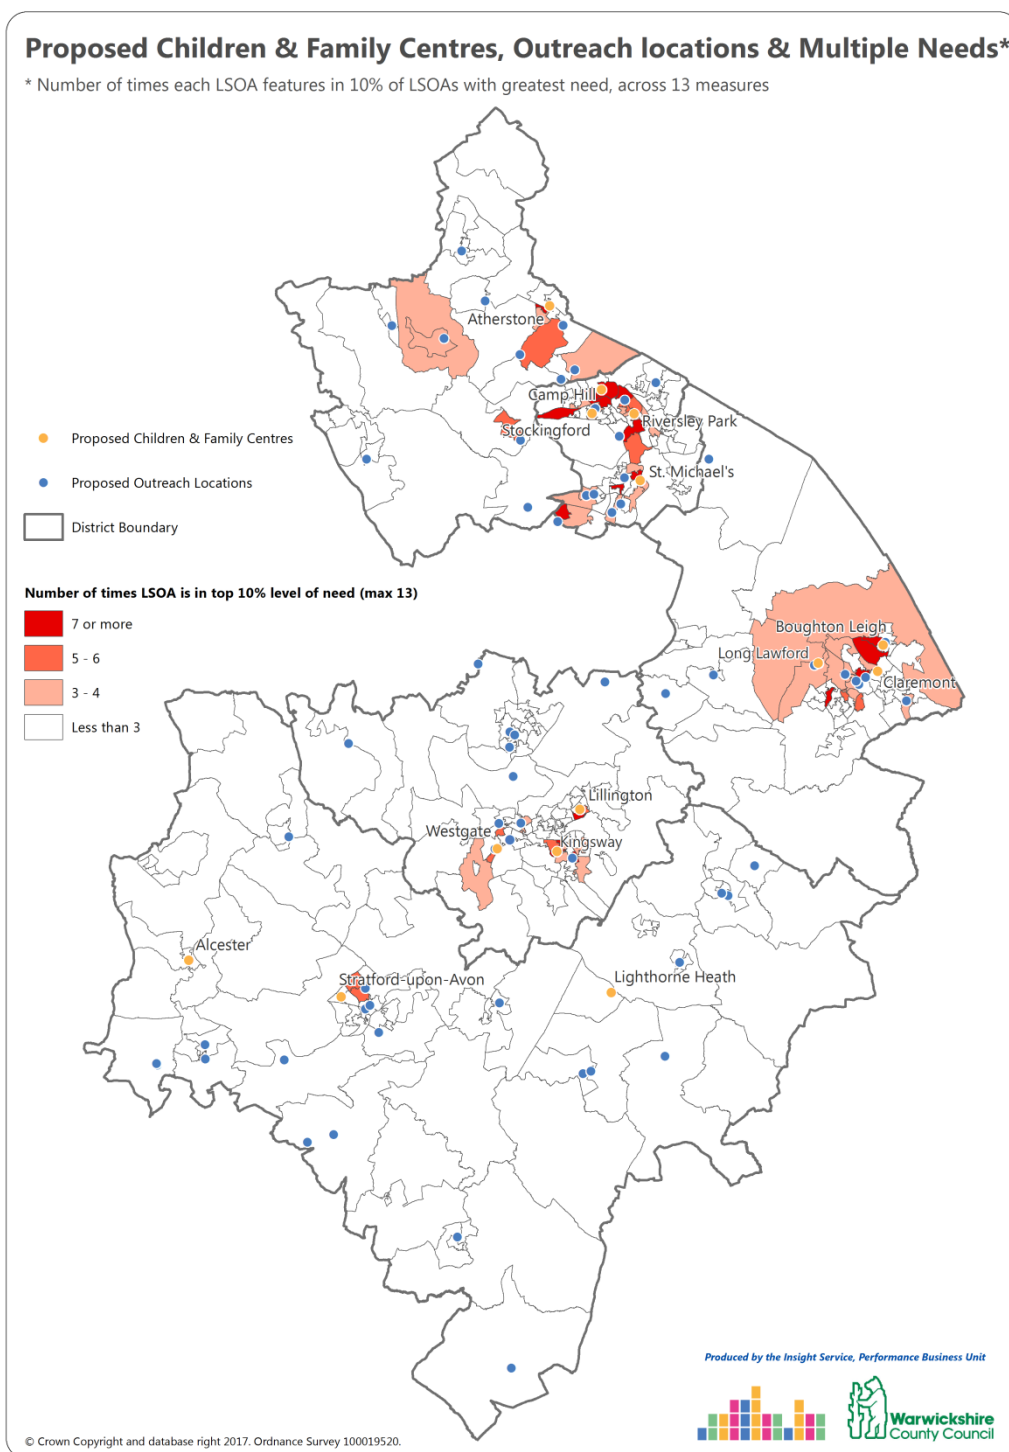 Proposed Children & Family Centres, Outreach locations & Multiple Needs*
* Number of times each LSOA features in 10% of LSOAs with greatest need, across 13 measures
Atherstone
Camp Hill
Riversley Park
Stockingford
St. Michael's
Proposed Children & Family Centres
Proposed Outreach Locations
District Boundary
Number of times LSOA is in top 10% level of need (max 13)
7 or more
5 - 6
3 - 4
Less than 3
Boughton Leigh
Long Lawford
Claremont
Lillington
Westgate
Kingsway
Alcester
Stratford-upon-Avon
Lighthorne Heath
Produced by the Insight Service, Performance Business Unit
Warwickshire
County Council
© Crown Copyright and database right 2017. Ordnance Survey 100019520.